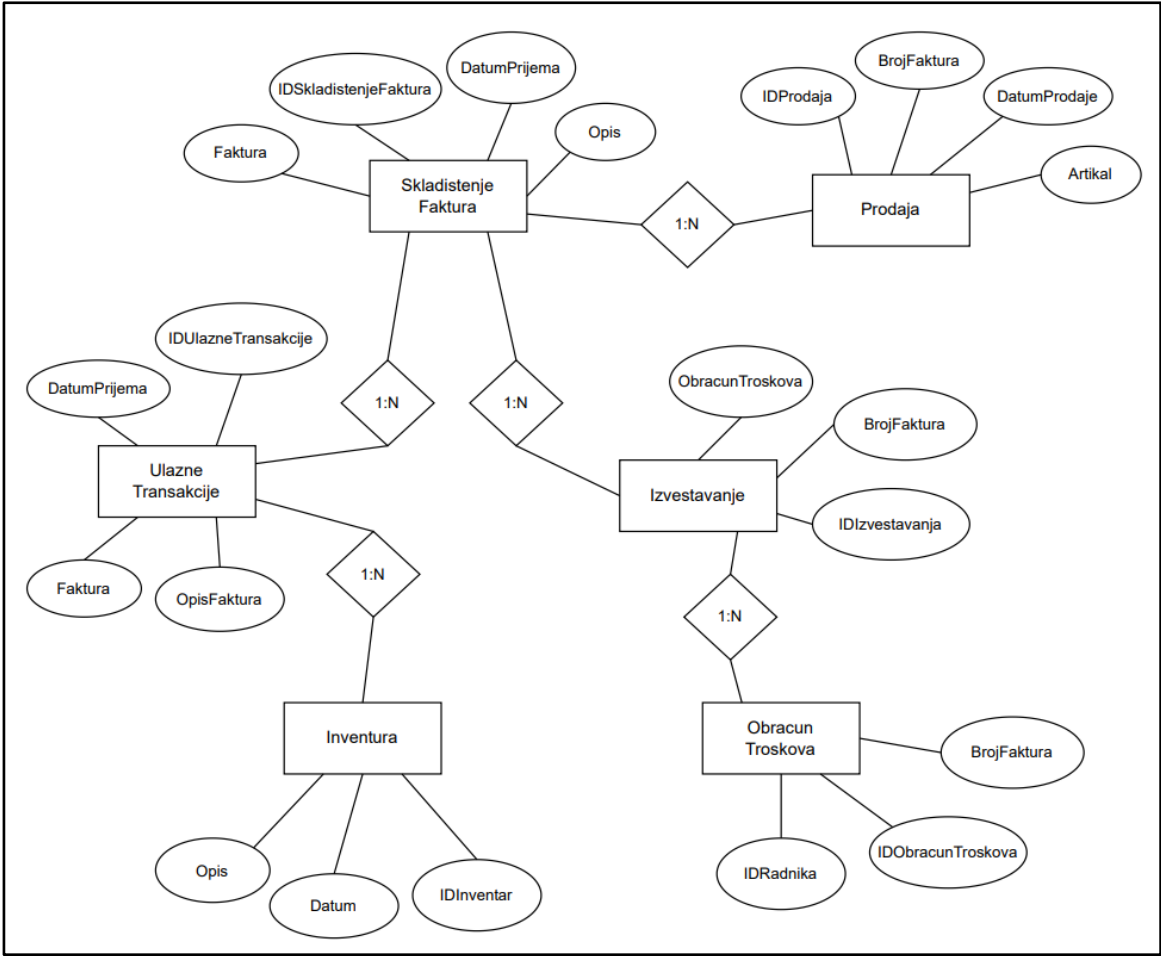 DatumPrijema
IDSkladistenjeFaktura
Opis
Faktura
Skladistenje
Faktura
BrojFaktura
IDProdaja
DatumProdaje
Artikal
Prodaja
1:N
IDUlazneTransakcije
DatumPrijema
1:N
1:N
Ulazne
Transakcije
Faktura
OpisFaktura
ObracunTroskova
BrojFaktura
Izvestavanje
IDIzvestavanja
1:N
1:N
Inventura
Opis
Datum
IDInventar
Obracun
Troskova
BrojFaktura
IDObracunTroskova
IDRadnika